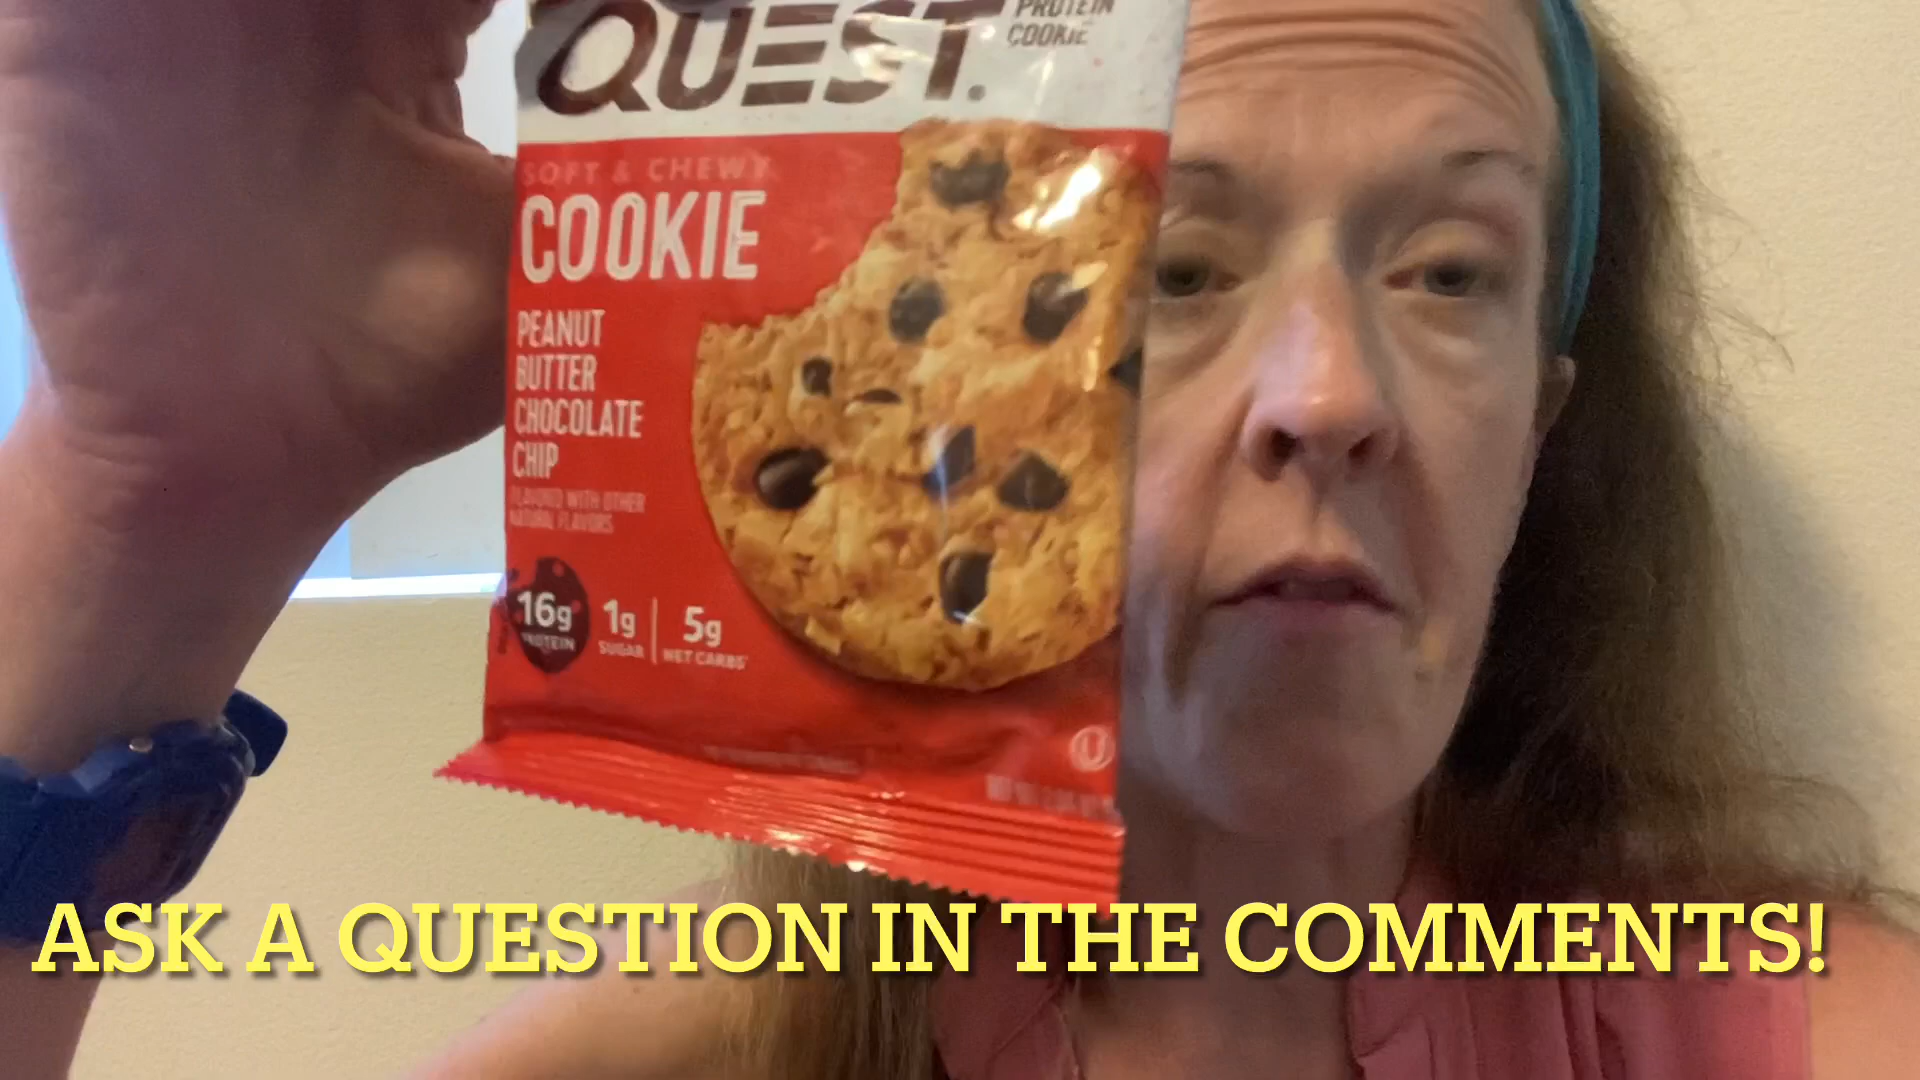 QUEST.
PROTEIN
COOKIE
SOFT & CHEWY
COOKIE
PEANUT
BUTTER
CHOCOLATE
CHIP
FLAVORED WITH OTHER
NATURAL FLAVORS
16g
PROTEIN
1g
SUGAR
5g
NET CARBS
U
ASK A QUESTION IN THE COMMENTS!